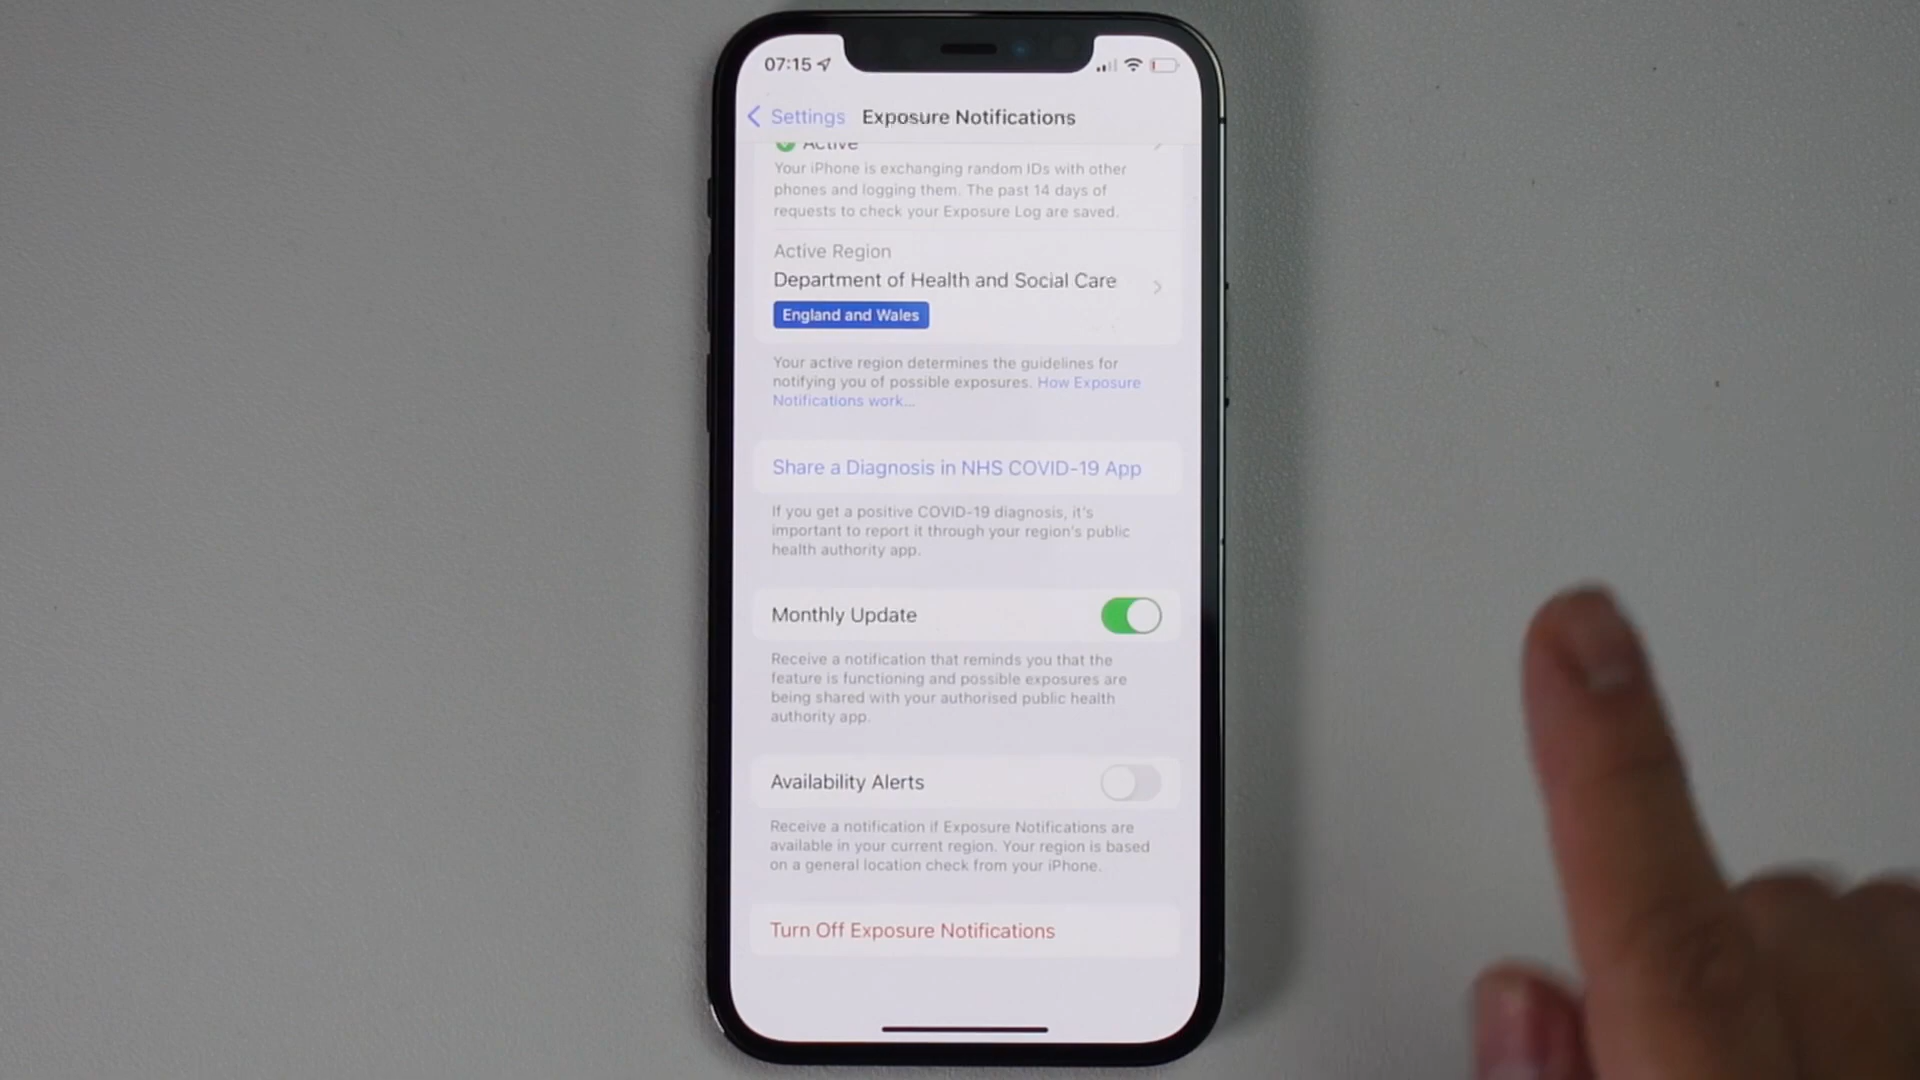 07:15
Settings Exposure Notifications
Active
Your iPhone is exchanging random IDs with other
phones and logging them. The past 14 days of
requests to check your Exposure Log are saved.
Active Region
Department of Health and Social Care
England and Wales
Your active region determines the guidelines for
notifying you of possible exposures. How Exposure
Notifications work...
Share a Diagnosis in NHS COVID-19 App
If you get a positive COVID-19 diagnosis, it's
important to report it through your region's public
health authority app.
Monthly Update
Receive a notification that reminds you that the
feature is functioning and possible exposures are
being shared with your authorised public health
authority app.
Availability Alerts
Receive a notification if Exposure Notifications are
available in your current region. Your region is based
on a general location check from your iPhone.
Turn Off Exposure Notifications